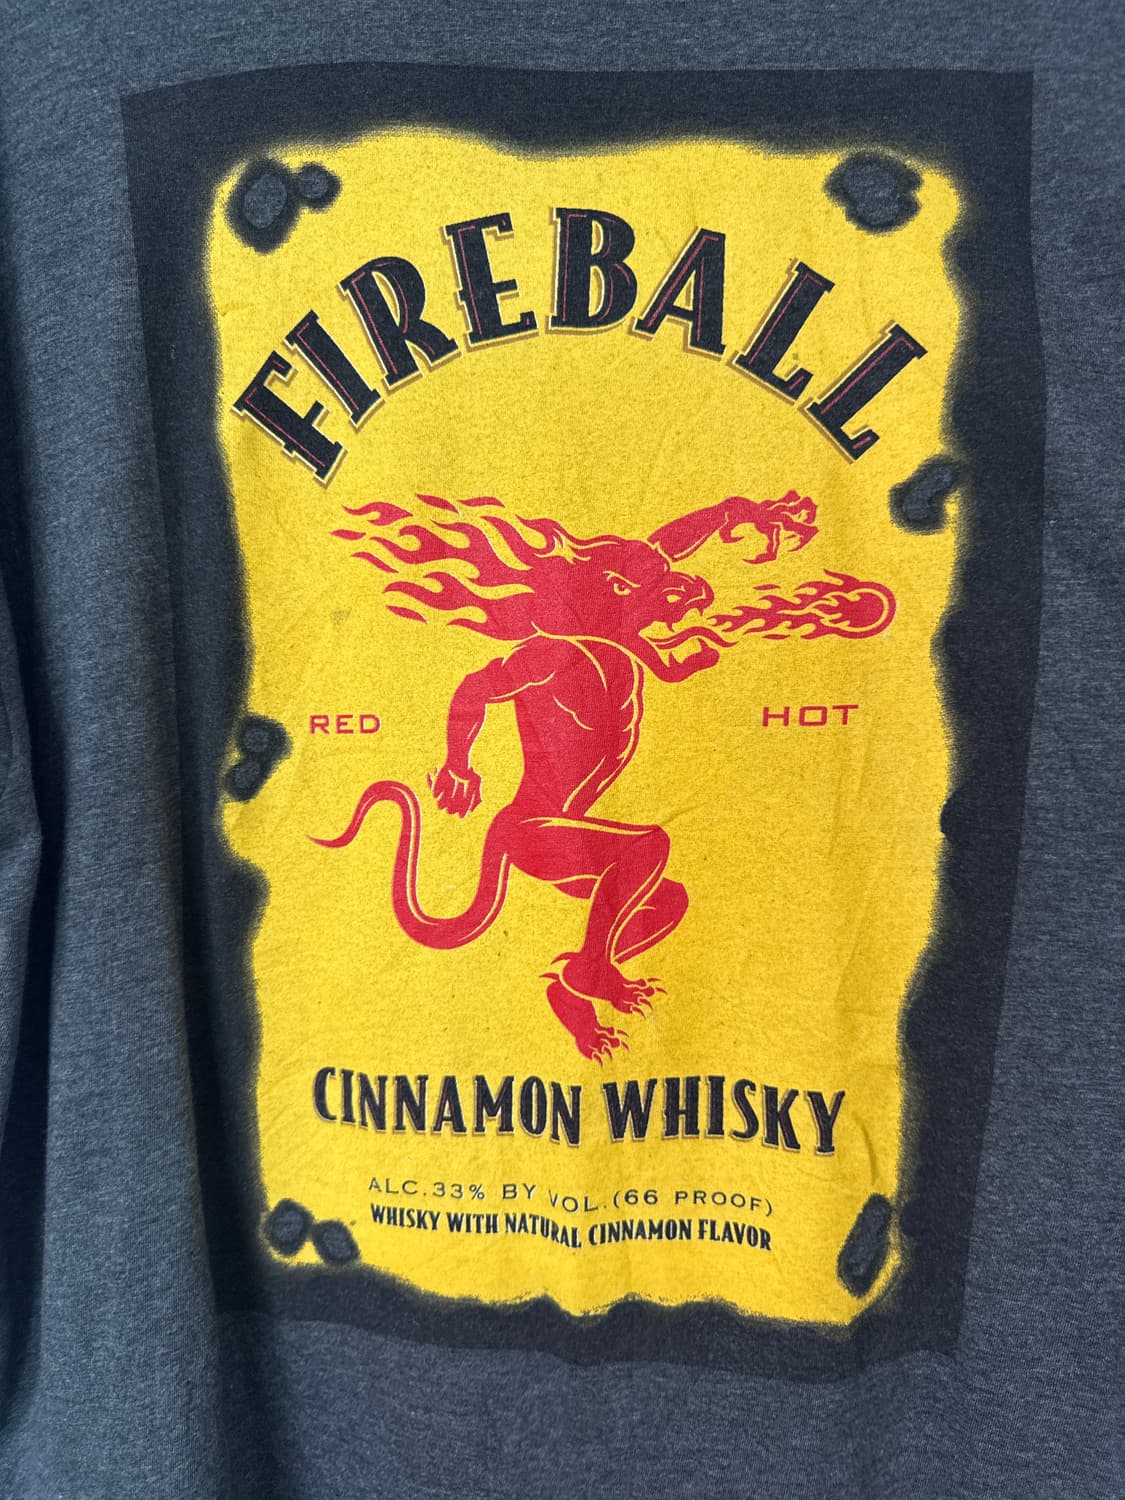 FIREBALL
RED
HOT
CINNAMON WHISKY
ALC.33% BY VOL.(66 PROOF)
WHISKY WITH NATURAL CINNAMON FLAVOR